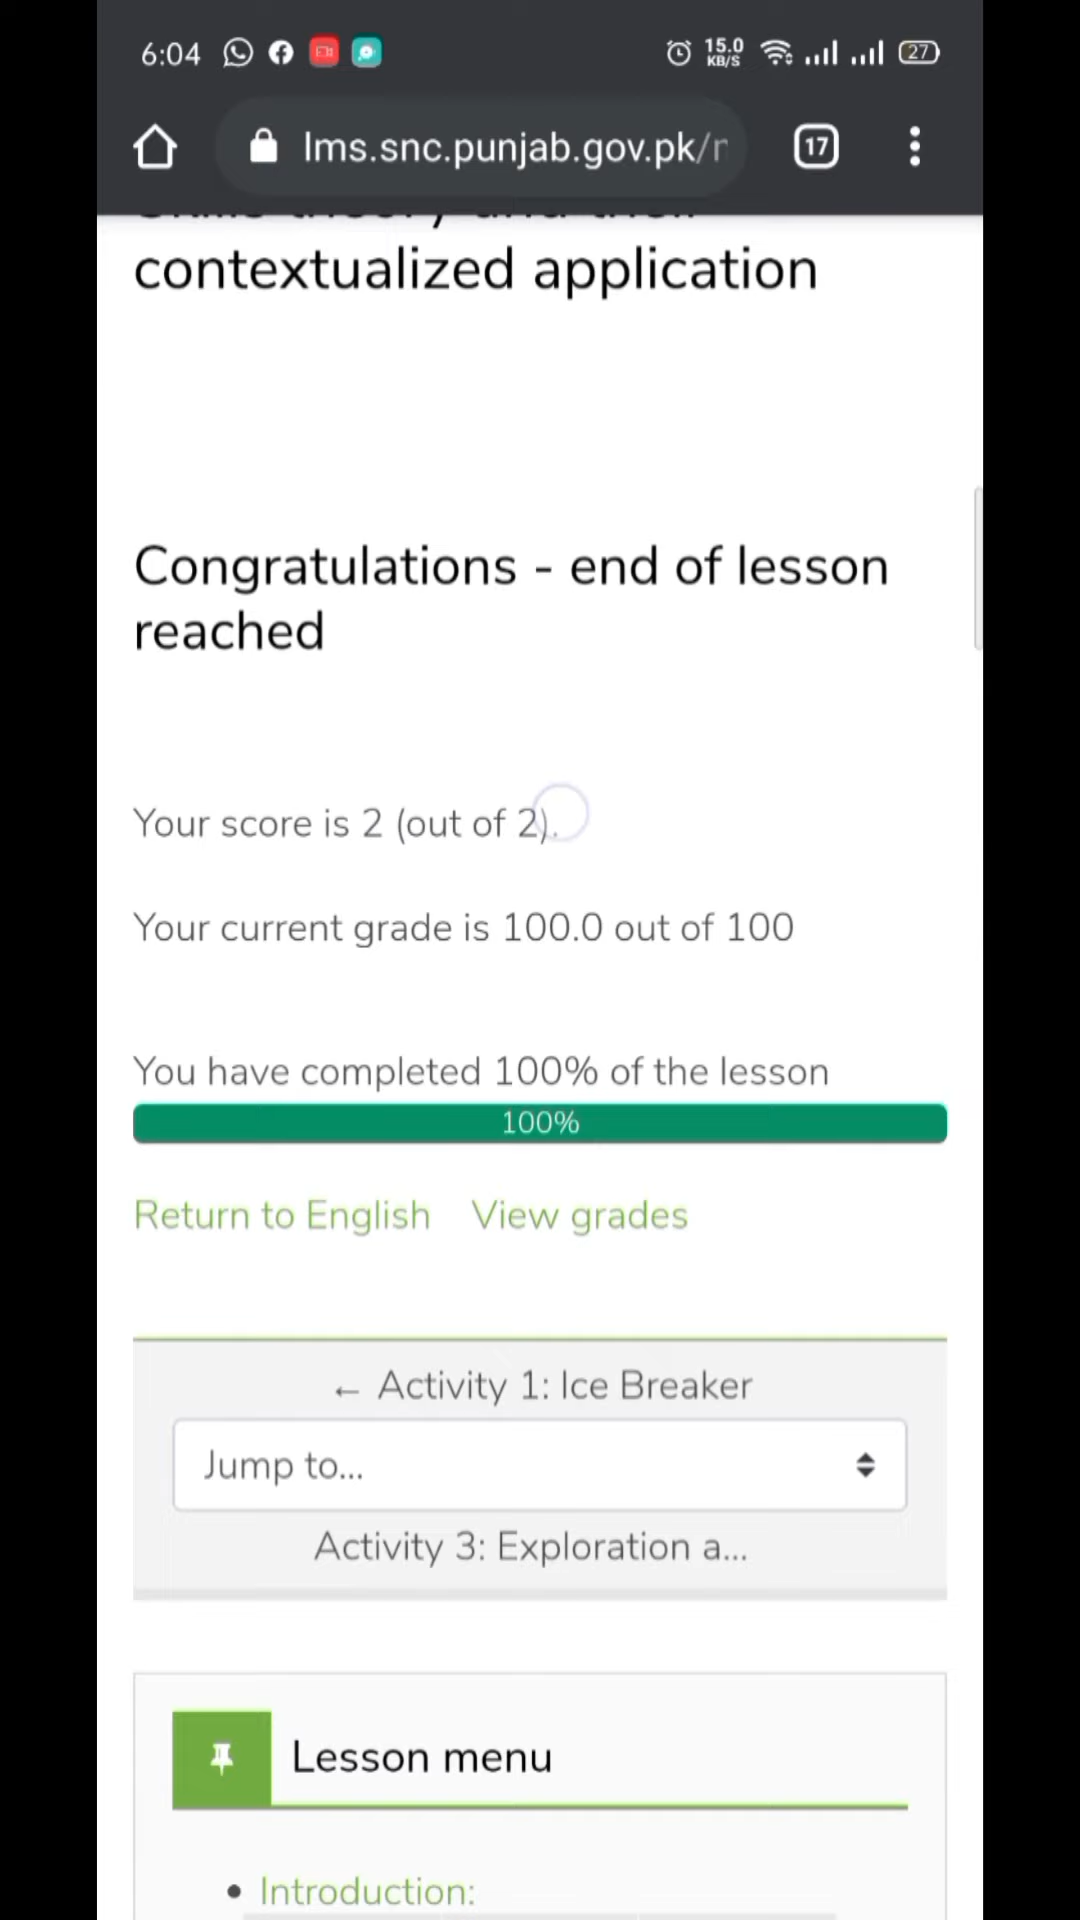 6:04
15.0
KB/S
27
lms.snc.punjab.gov.pk/
17
contextualized application
Congratulations - end of lesson
reached
Your score is 2 (out of 2).
Your current grade is 100.0 out of 100
You have completed 100% of the lesson
100%
Return to English View grades
← Activity 1: Ice Breaker
Jump to...
Activity 3: Exploration a...
Lesson menu
• Introduction: